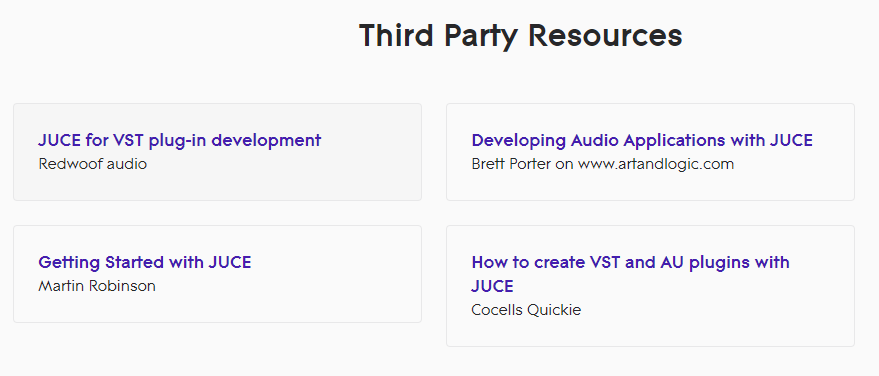 Third Party Resources
JUCE for VST plug-in development
Redwoof audio
Developing Audio Applications with JUCE
Brett Porter on www.artandlogic.com
Getting Started with JUCE
Martin Robinson
How to create VST and AU plugins with
JUCE
Cocells Quickie